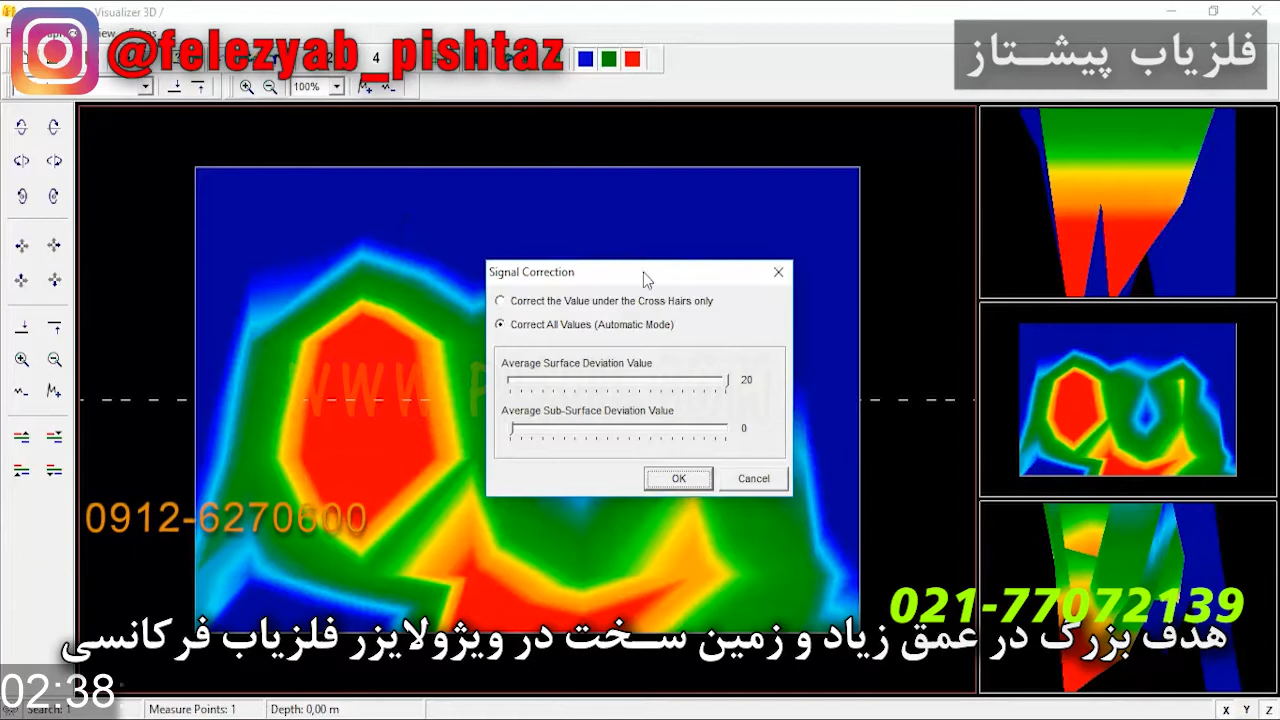 Visualizer 3D /
@felezyab_pishtaz
فلزیاب پیشتاز
4
100%
Signal Correction
Correct the Value under the Cross Hairs only
Correct All Values (Automatic Mode)
Average Surface Deviation Value
20
Average Sub-Surface Deviation Value
0
OK
Cancel
0912-6270600
021-77072139
هدف بزرگ در عمق زیاد و زمین سخت در ویژولایزر فلزیاب فرکانسی
02:38
Search: 1
Measure Points: 1
Depth: 0,00 m
X Y Z